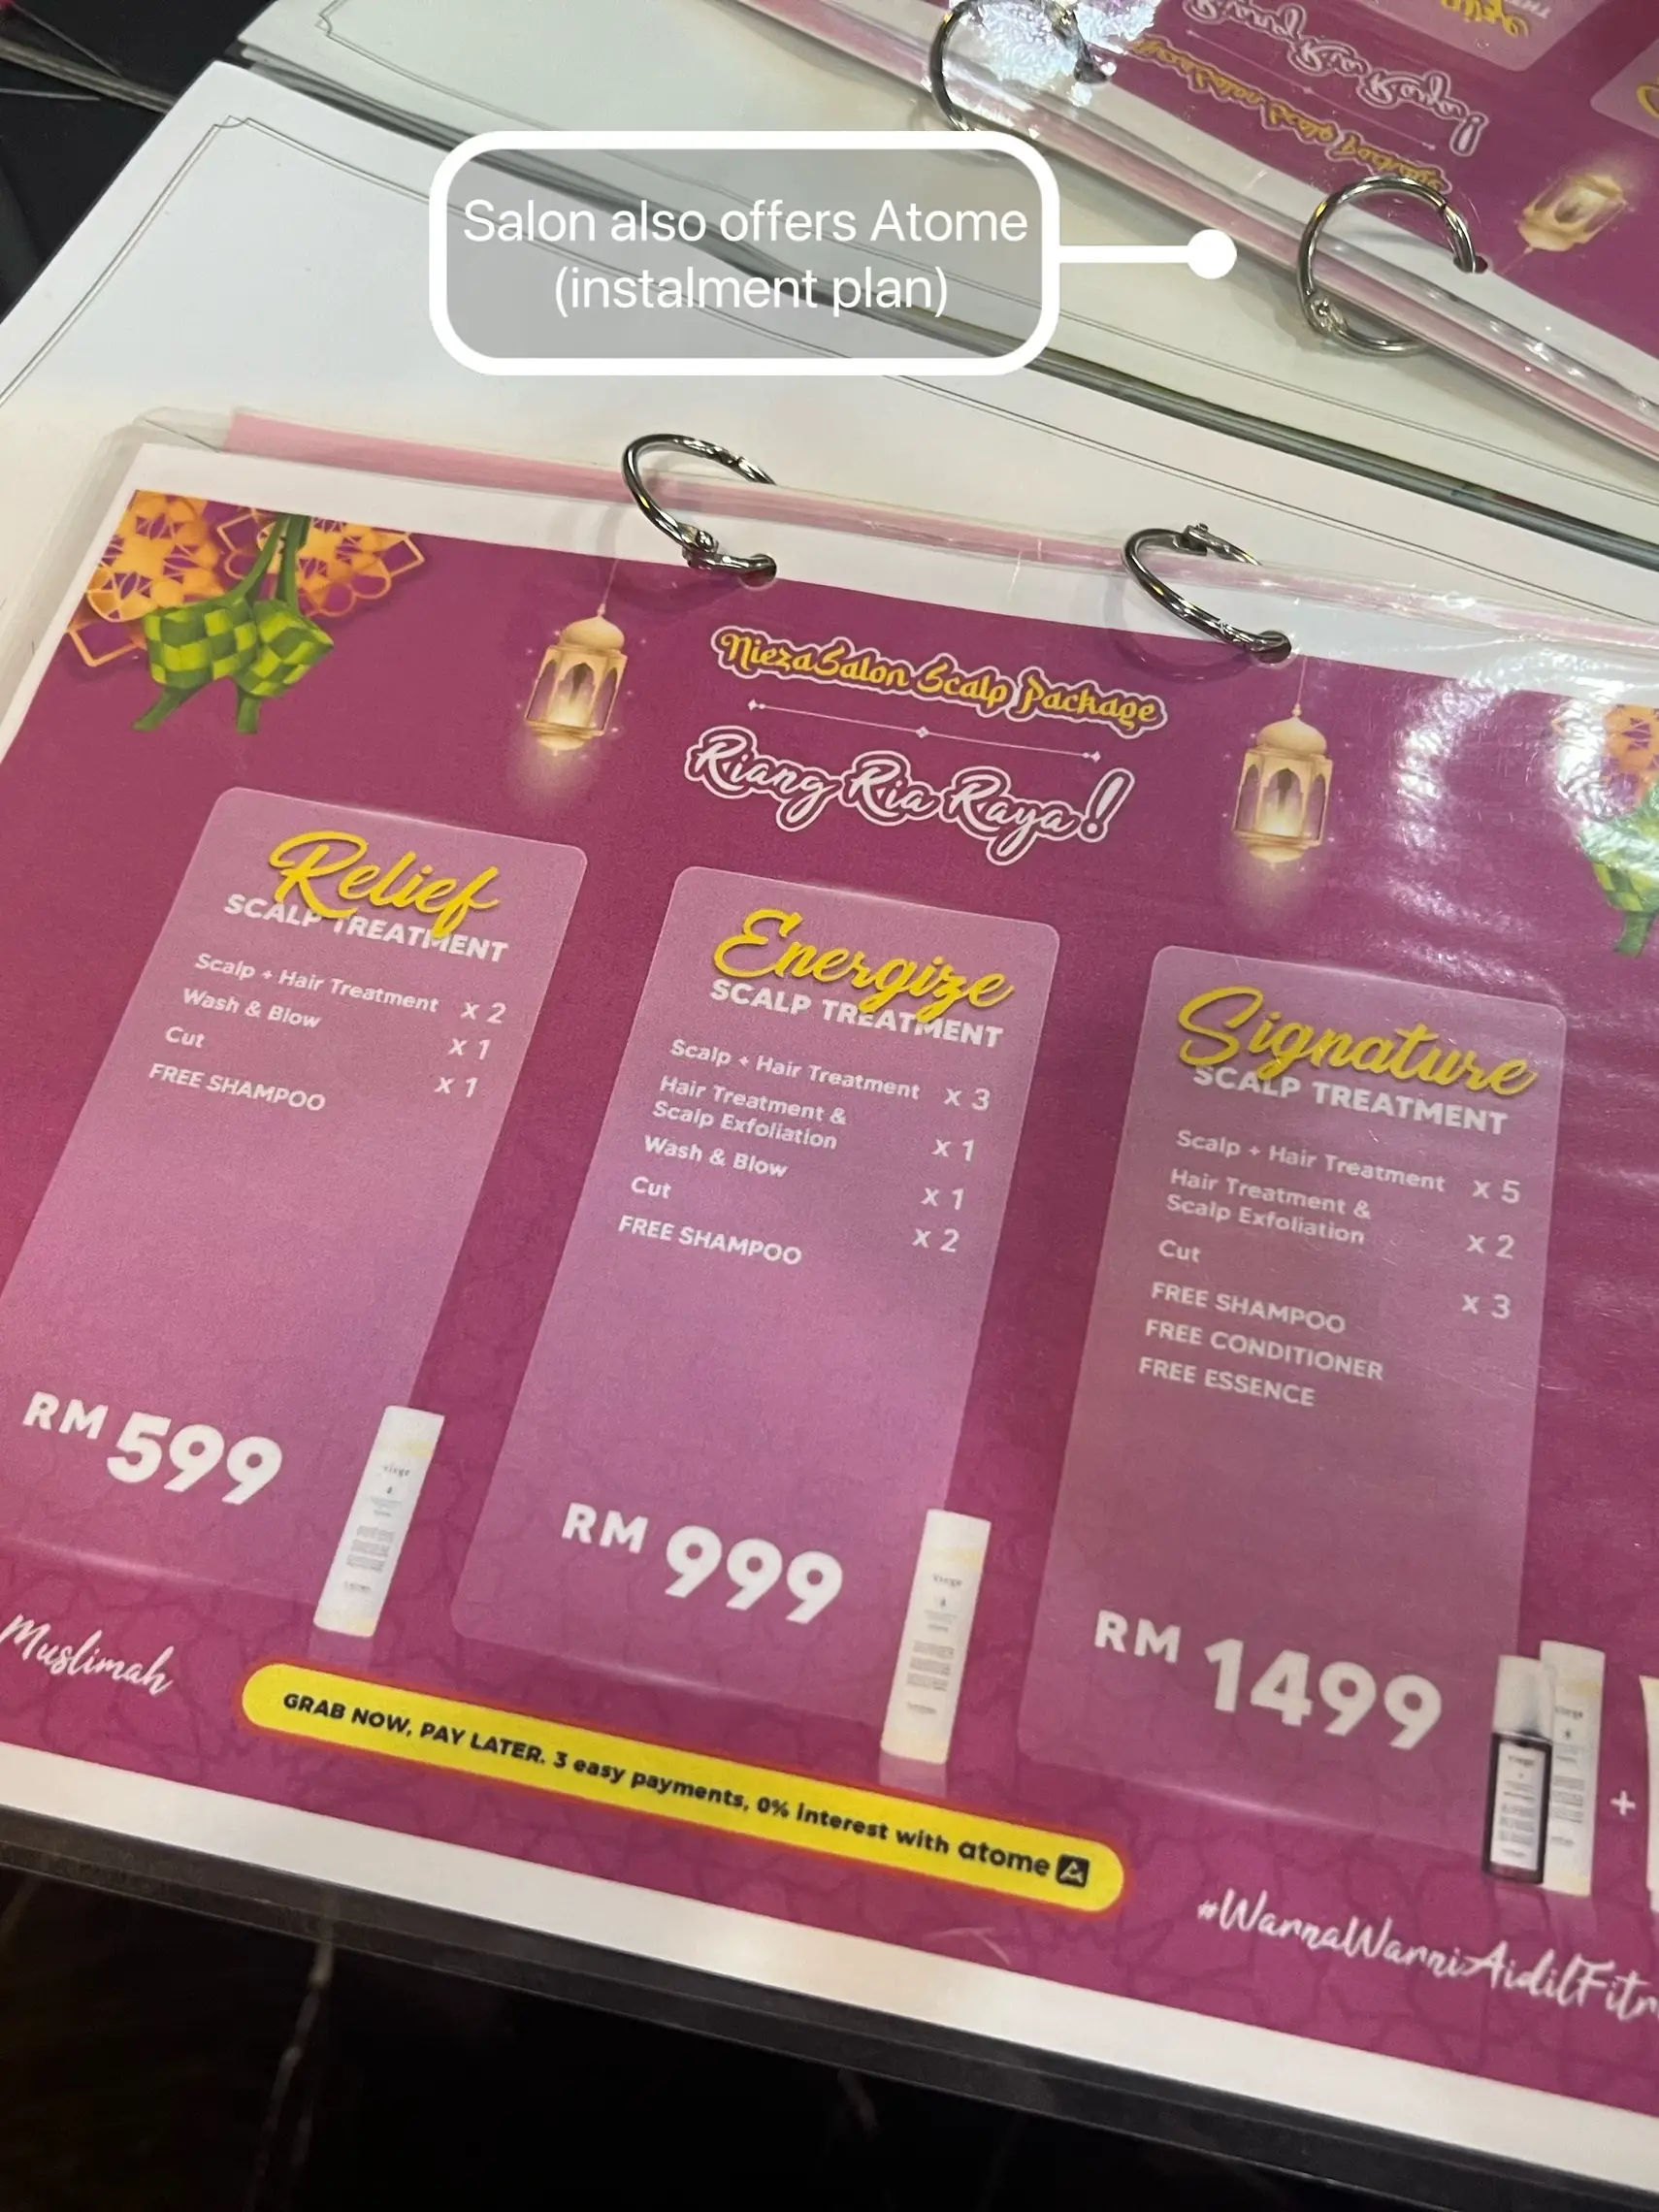 Salon also offers Atome
(instalment plan)
NiezaSalon Scalp Package
Riang Ria Raya!
Relief
SCALP TREATMENT
Scalp + Hair Treatment x 2
Wash & Blow x 1
Cut x 1
FREE SHAMPOO
RM 599
Energize
SCALP TREATMENT
Scalp + Hair Treatment x 3
Hair Treatment &
Scalp Exfoliation x 1
Wash & Blow x 1
Cut x 2
FREE SHAMPOO
RM 999
Signature
SCALP TREATMENT
Scalp + Hair Treatment x 5
Hair Treatment &
Scalp Exfoliation x 2
Cut x 3
FREE SHAMPOO
FREE CONDITIONER
FREE ESSENCE
RM 1499
+
Muslimah
GRAB NOW, PAY LATER. 3 easy payments, 0% interest with atome
#WannaWanniAidilFitr